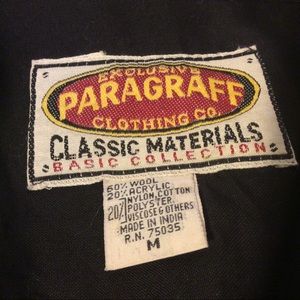 EXCLUSIVE
PARAGRAFF
CLOTHING CO.
CLASSIC MATERIALS
BASIC COLLECTION
60% WOOL
20% ACRYLIC
20% NYLON, COTTON
POLYSTER
VISCOSE & OTHERS
MADE IN INDIA
R.N. 75035
M